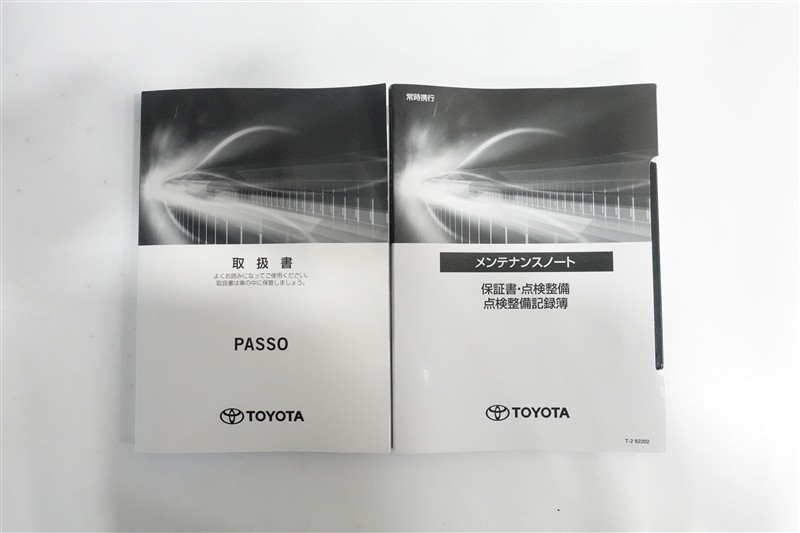 取扱書
よくお読みになってご使用ください。
取扱書は車の中に保管しましょう。
PASSO
TOYOTA
常時携行
メンテナンスノート
保証書・点検整備
点検整備記録簿
TOYOTA
T-2 62202